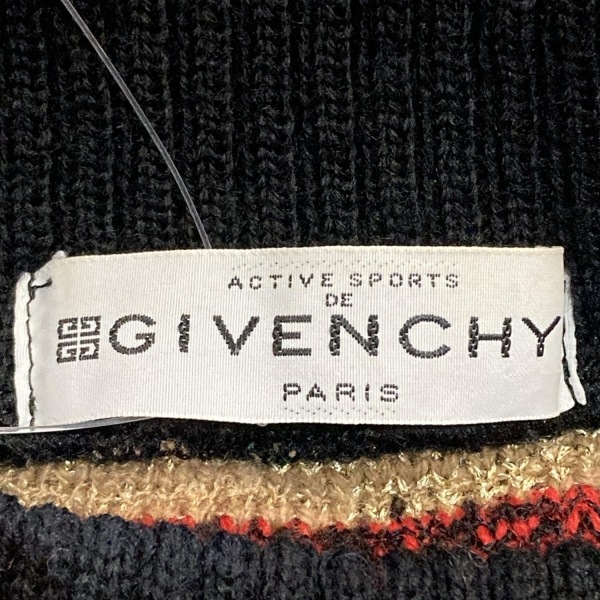 ACTIVE SPORTS
DE
GIVENCHY
PARIS